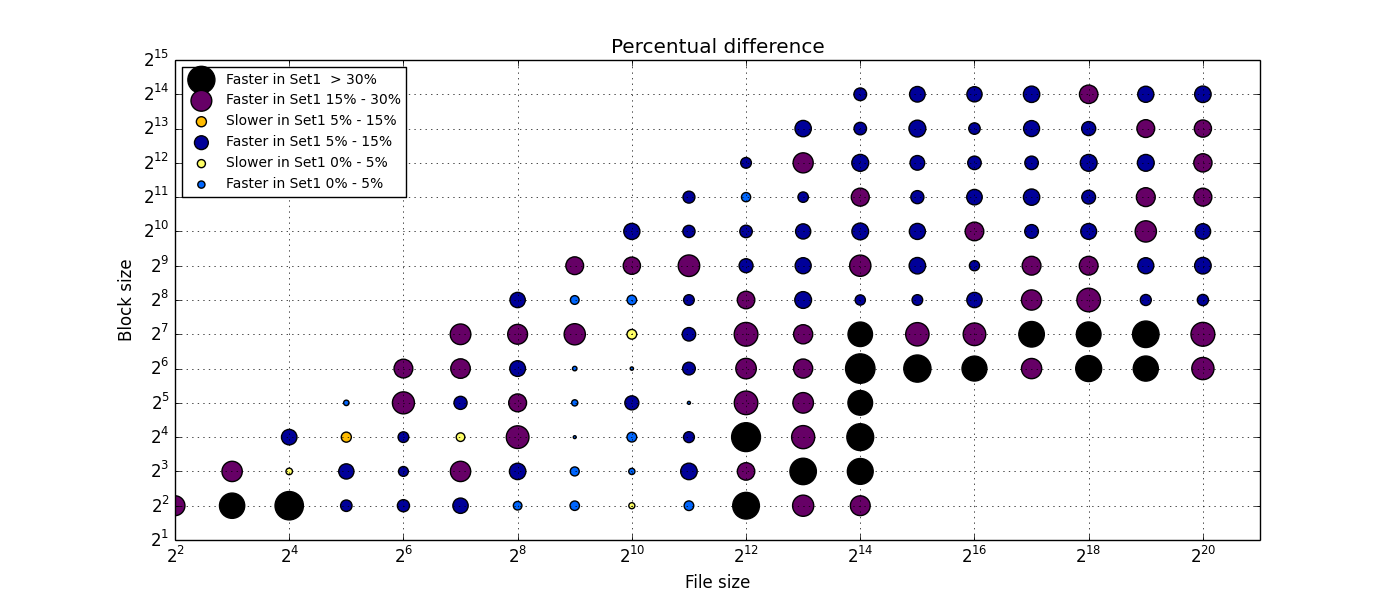 Percentual difference
2^15
2^14
2^13
2^12
2^11
2^10
2^9
2^8
2^7
2^6
2^5
2^4
2^3
2^2
2^1
Block size
Faster in Set1 > 30%
Faster in Set1 15% - 30%
Slower in Set1 5% - 15%
Faster in Set1 5% - 15%
Slower in Set1 0% - 5%
Faster in Set1 0% - 5%
2^2 2^4 2^6 2^8 2^10 2^12 2^14 2^16 2^18 2^20
File size